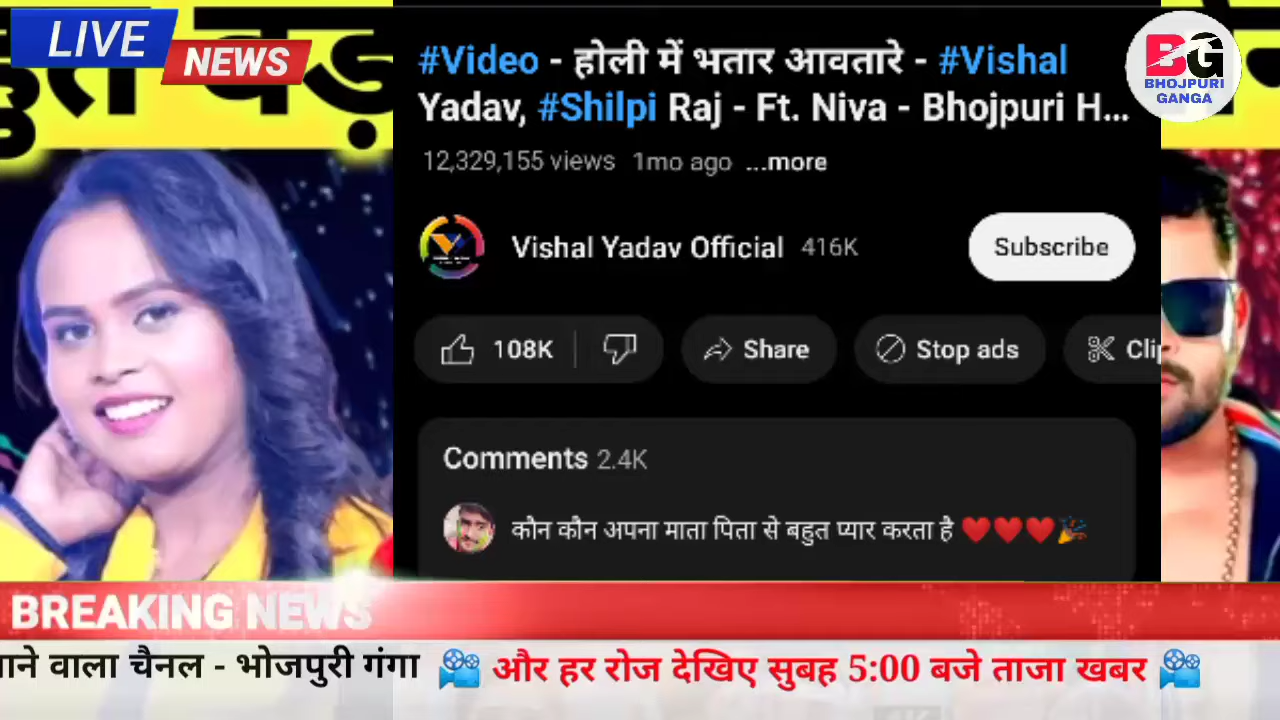 LIVE
NEWS
#Video - होली में भतार आवतारे - #Vishal
Yadav, #Shilpi Raj - Ft. Niva - Bhojpuri H...
12,329,155 views 1mo ago ...more
BG
BHOJPURI
GANGA
Vishal Yadav Official 416K
Subscribe
108K
Share
Stop ads
Comments 2.4K
कौन कौन अपना माता पिता से बहुत प्यार करता है ❤️❤️❤️🎉
BREAKING NEWS
वाला चैनल - भोजपुरी गंगा 🎥 और हर रोज देखिए सुबह 5:00 बजे ताजा खबर 🎥